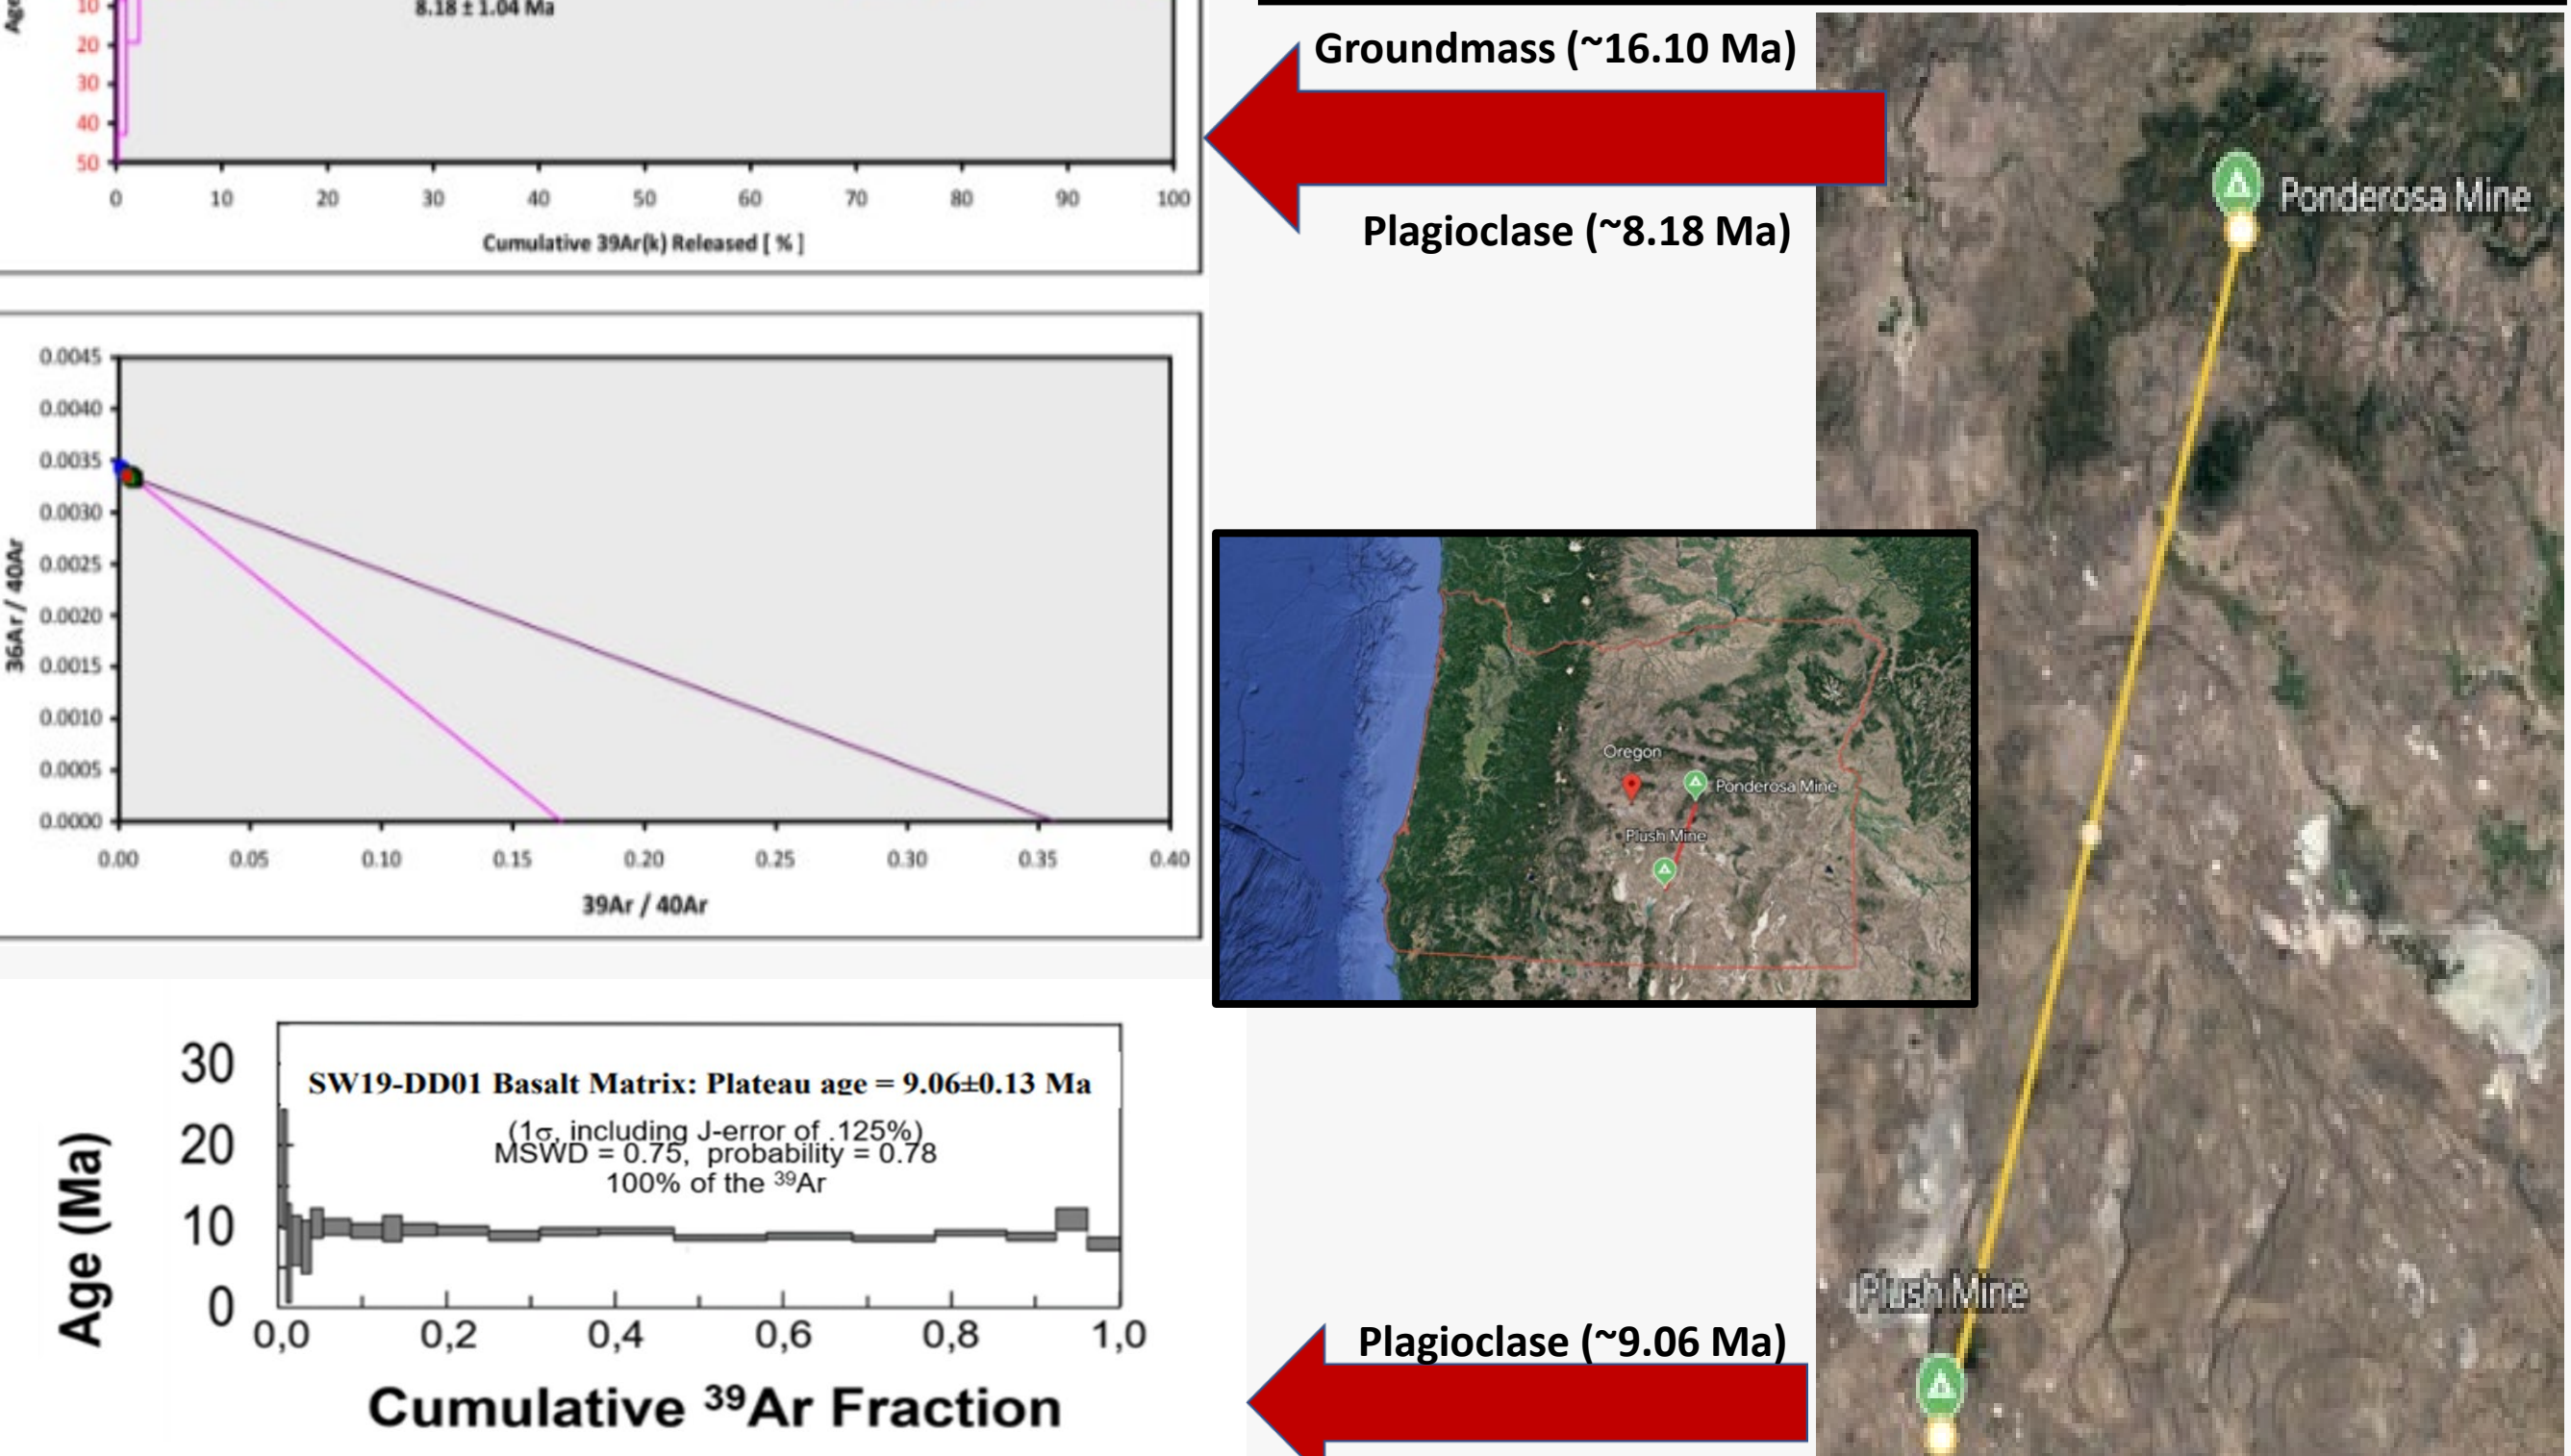 Age
10
20
30
40
50
8.18 ± 1.04 Ma
0 10 20 30 40 50 60 70 80 90 100
Cumulative 39Ar(k) Released [ % ]
Groundmass (~16.10 Ma)
Plagioclase (~8.18 Ma)
Ponderosa Mine
0.0045
0.0040
0.0035
0.0030
0.0025
0.0020
0.0015
0.0010
0.0005
0.0000
36Ar / 40Ar
0.00 0.05 0.10 0.15 0.20 0.25 0.30 0.35 0.40
39Ar / 40Ar
Oregon
Ponderosa Mine
Plush Mine
30
20
10
0
Age (Ma)
SW19-DD01 Basalt Matrix: Plateau age = 9.06±0.13 Ma
(1σ, including J-error of .125%)
MSWD = 0.75, probability = 0.78
100% of the ³⁹Ar
0,0 0,2 0,4 0,6 0,8 1,0
Cumulative ³⁹Ar Fraction
Plagioclase (~9.06 Ma)
Plush Mine